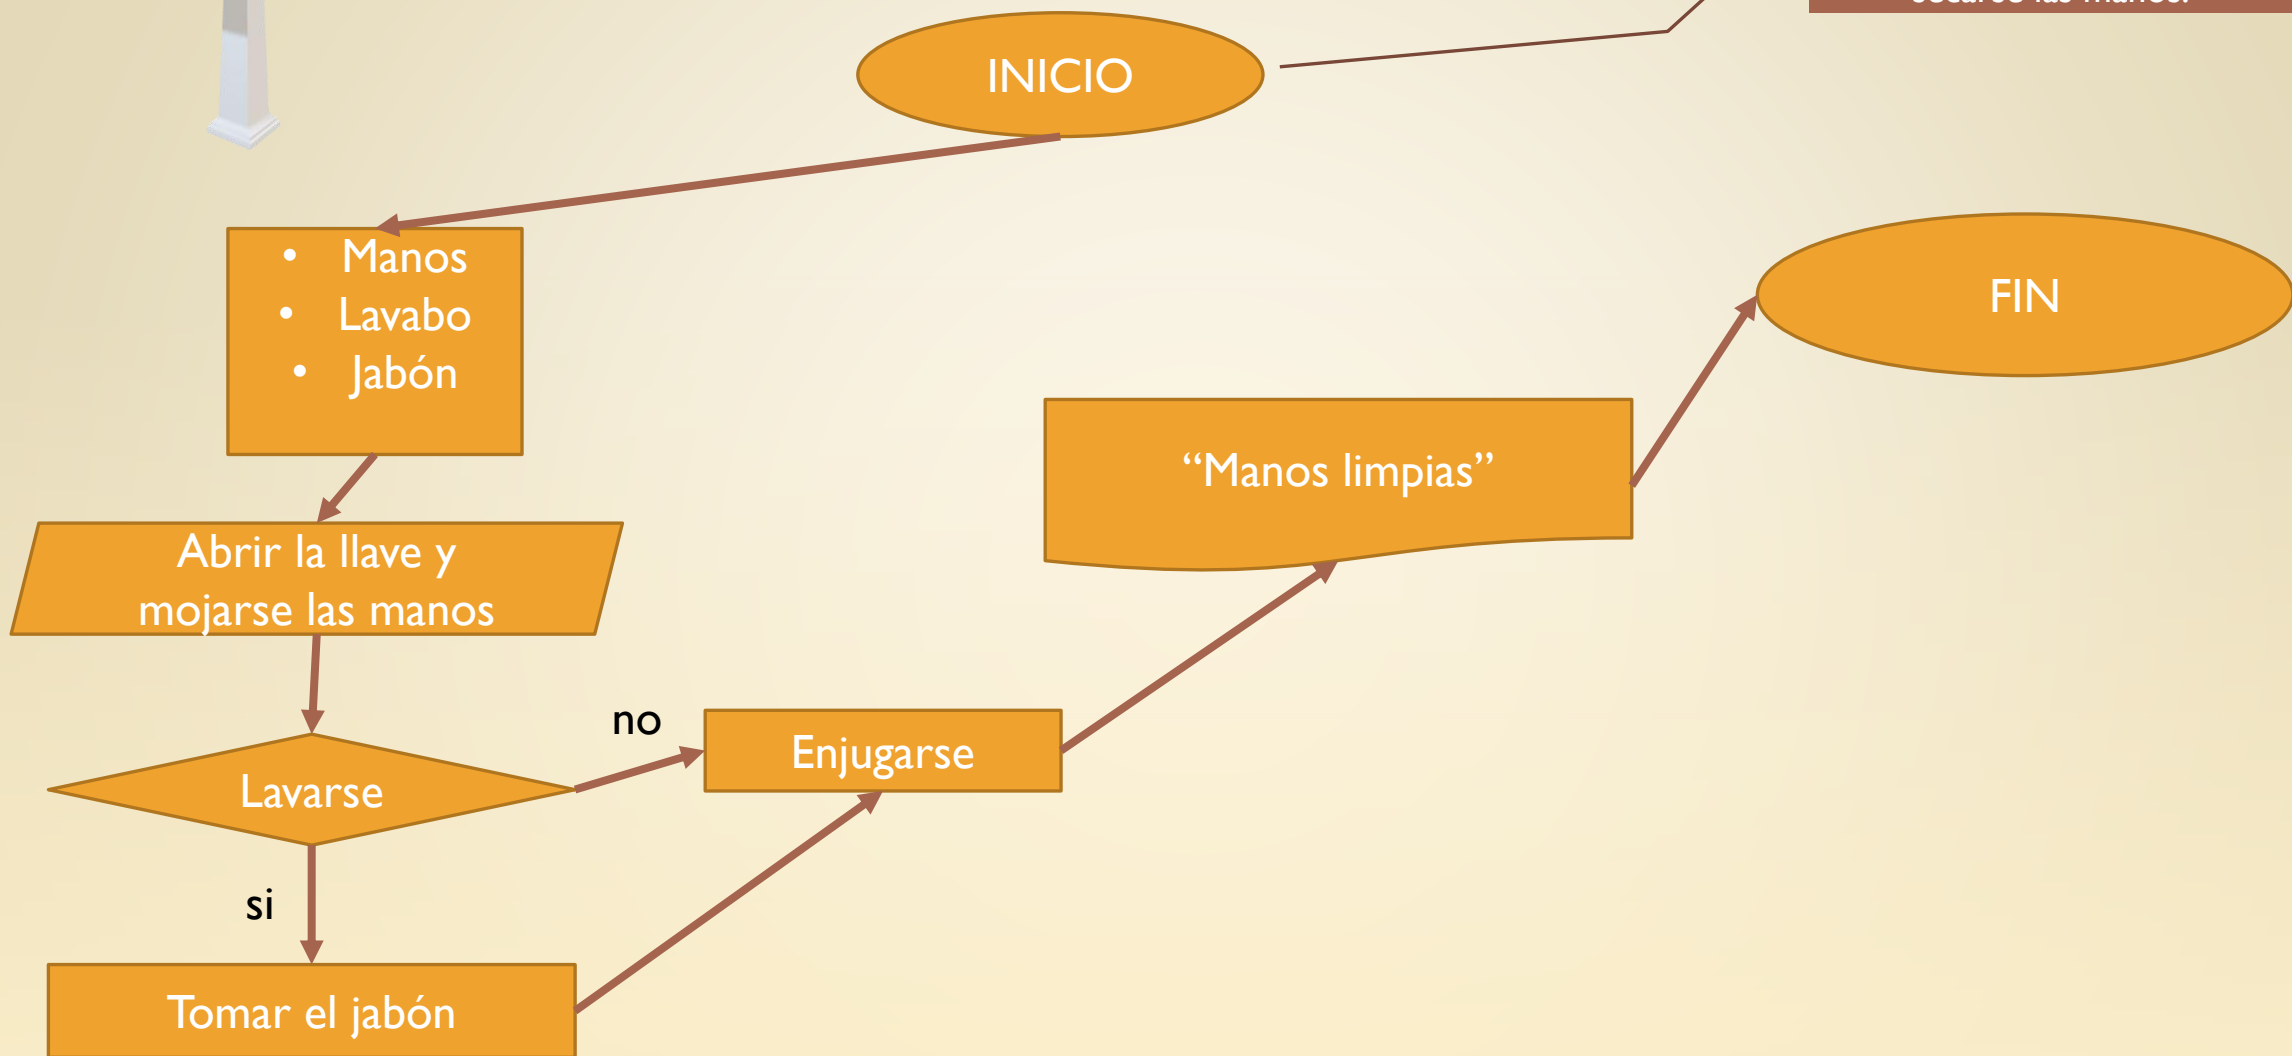 INICIO
• Manos
• Lavabo
• Jabón
FIN
“Manos limpias”
Abrir la llave y
mojarse las manos
no
Enjugarse
Lavarse
si
Tomar el jabón